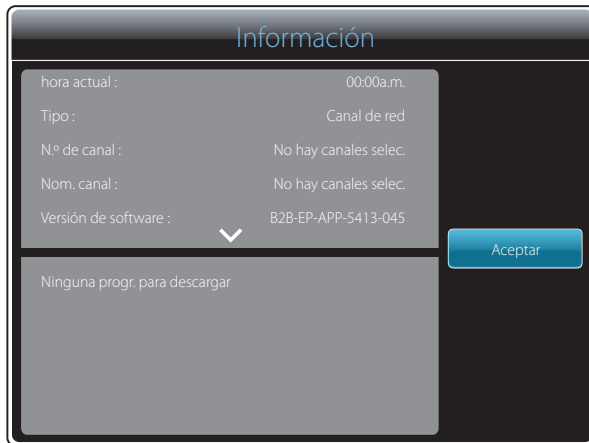 Información
hora actual : 00:00a.m.
Tipo : Canal de red
N.º de canal : No hay canales selec.
Nom. canal : No hay canales selec.
Versión de software : B2B-EP-APP-5413-045
Aceptar
Ninguna progr. para descargar